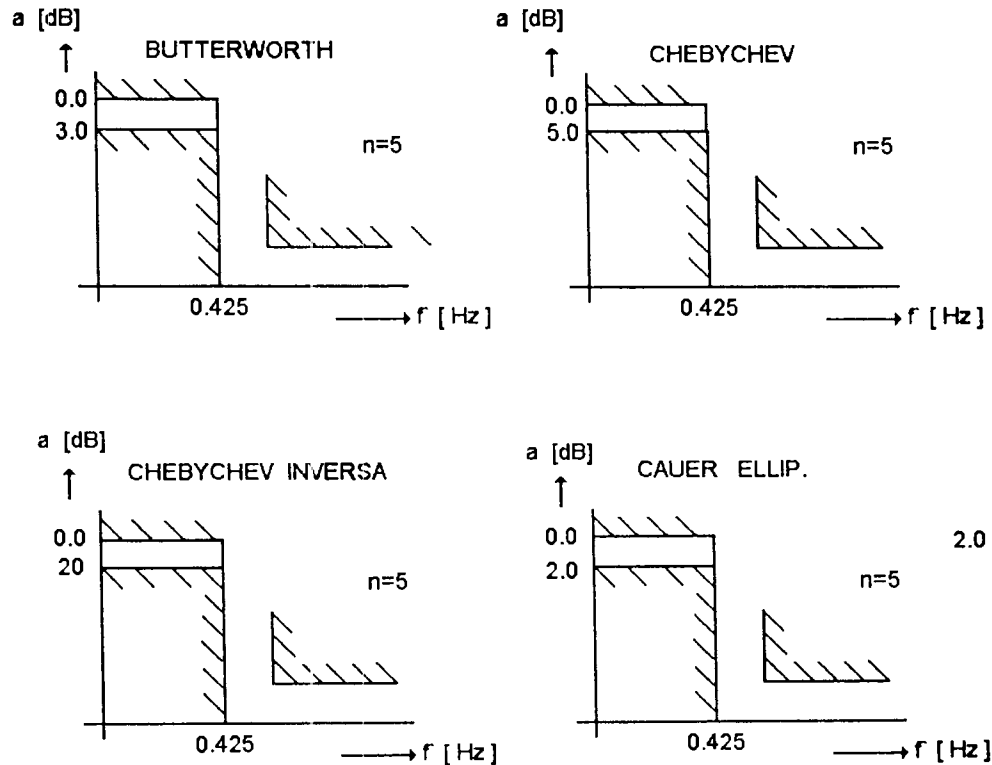 a [dB]
BUTTERWORTH
0.0
3.0
n=5
0.425
f [Hz]
a [dB]
CHEBYCHEV
0.0
5.0
n=5
0.425
f [Hz]
a [dB]
CHEBYCHEV INVERSA
0.0
20
n=5
0.425
f [Hz]
a [dB]
CAUER ELLIP.
0.0
2.0
2.0
n=5
0.425
f [Hz]